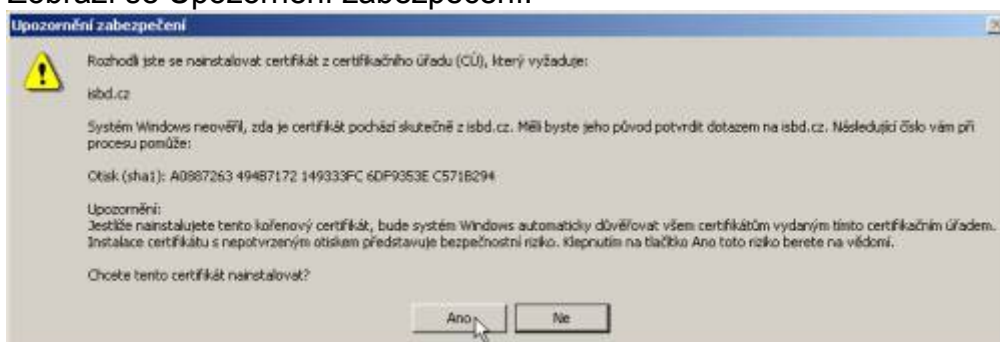 Zobrazí se Upozornění zabezpečení.
Upozornění zabezpečení
Rozhodli jste se nainstalovat certifikát z certifikačního úřadu (CÚ), který vyžaduje:
isbd.cz
Systém Windows neověřil, zda je certifikát pochází skutečně z isbd.cz. Měli byste jeho původ potvrdit dotazem na isbd.cz. Následující číslo vám při
procesu pomůže:
Otisk (sha1): A0887263 494B7172 149333FC 6DF9353E C571B294
Upozornění:
Jestliže nainstalujete tento kořenový certifikát, bude systém Windows automaticky důvěřovat všem certifikátům vydaným tímto certifikačním úřadem.
Instalace certifikátu s nepotvrzeným otiskem představuje bezpečnostní riziko. Klepnutím na tlačítko Ano toto riziko berete na vědomí.
Chcete tento certifikát nainstalovat?
Ano
Ne